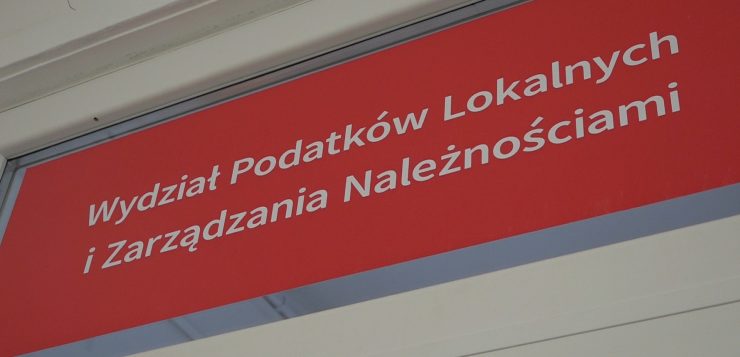 Wydział Podatków Lokalnych
i Zarządzania Należnościami